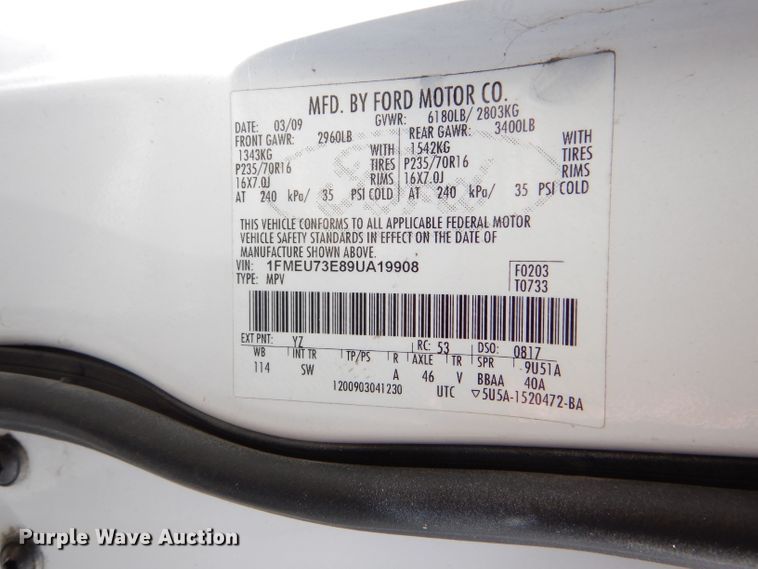 MFD. BY FORD MOTOR CO.
DATE: 03/09 GVWR: 6180LB/ 2803KG
FRONT GAWR: 2960LB REAR GAWR: 3400LB
1343KG WITH 1542KG WITH
P235/70R16 TIRES P235/70R16 TIRES
16X7.0J RIMS 16X7.0J RIMS
AT 240 kPa/ 35 PSI COLD AT 240 kPa/ 35 PSI COLD
THIS VEHICLE CONFORMS TO ALL APPLICABLE FEDERAL MOTOR
VEHICLE SAFETY STANDARDS IN EFFECT ON THE DATE OF
MANUFACTURE SHOWN ABOVE.
VIN: 1FMEU73E89UA19908 F0203
TYPE: MPV T0733
EXT PNT: YZ RC: 53 DSO: 0817
WB INT TR TP/PS R AXLE TR SPR 9U51A
114 SW A 46 V BBAA 40A
1200903041230 UTC ▽5U5A-1520472-BA
Purple Wave Auction